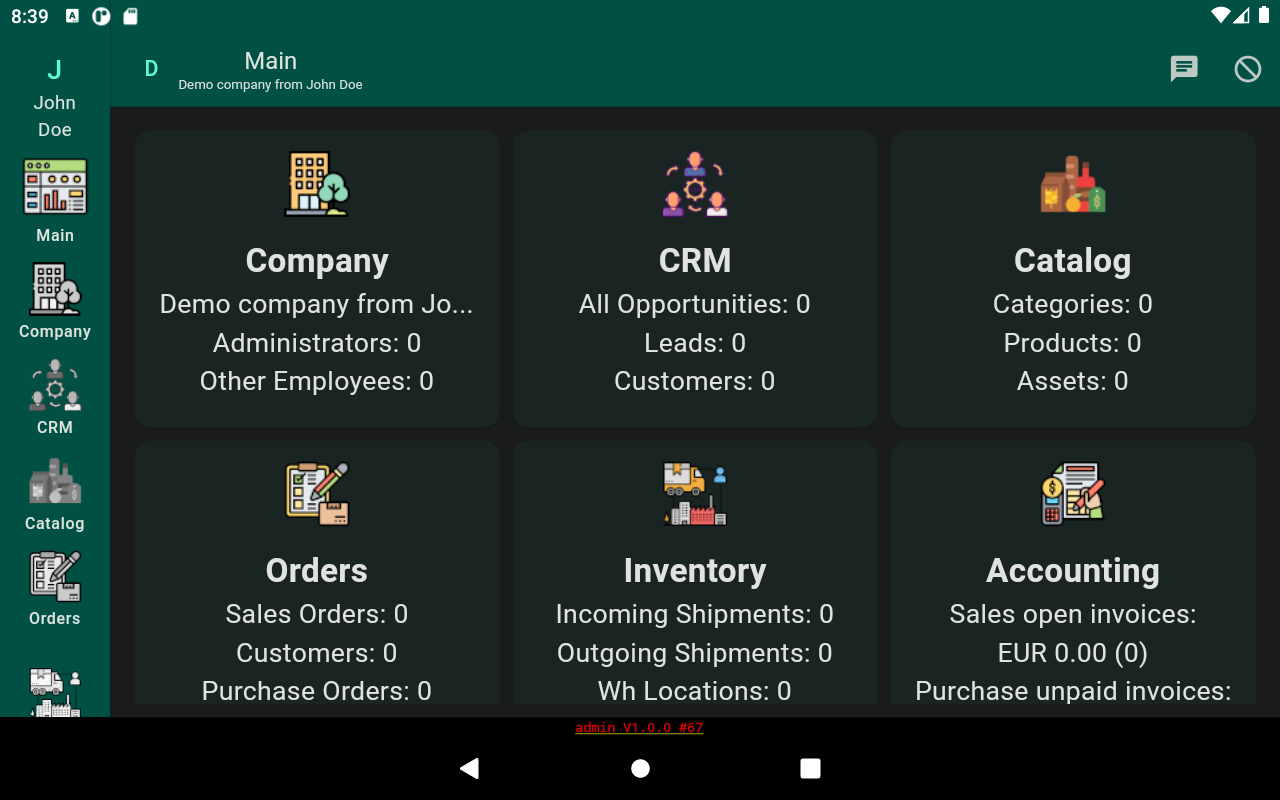 8:39
J
John
Doe
Main
Company
CRM
Catalog
Orders
D
Main
Demo company from John Doe
Company
Demo company from Jo...
Administrators: 0
Other Employees: 0
CRM
All Opportunities: 0
Leads: 0
Customers: 0
Catalog
Categories: 0
Products: 0
Assets: 0
Orders
Sales Orders: 0
Customers: 0
Purchase Orders: 0
Inventory
Incoming Shipments: 0
Outgoing Shipments: 0
Wh Locations: 0
Accounting
Sales open invoices:
EUR 0.00 (0)
Purchase unpaid invoices:
admin V1.0.0 #67